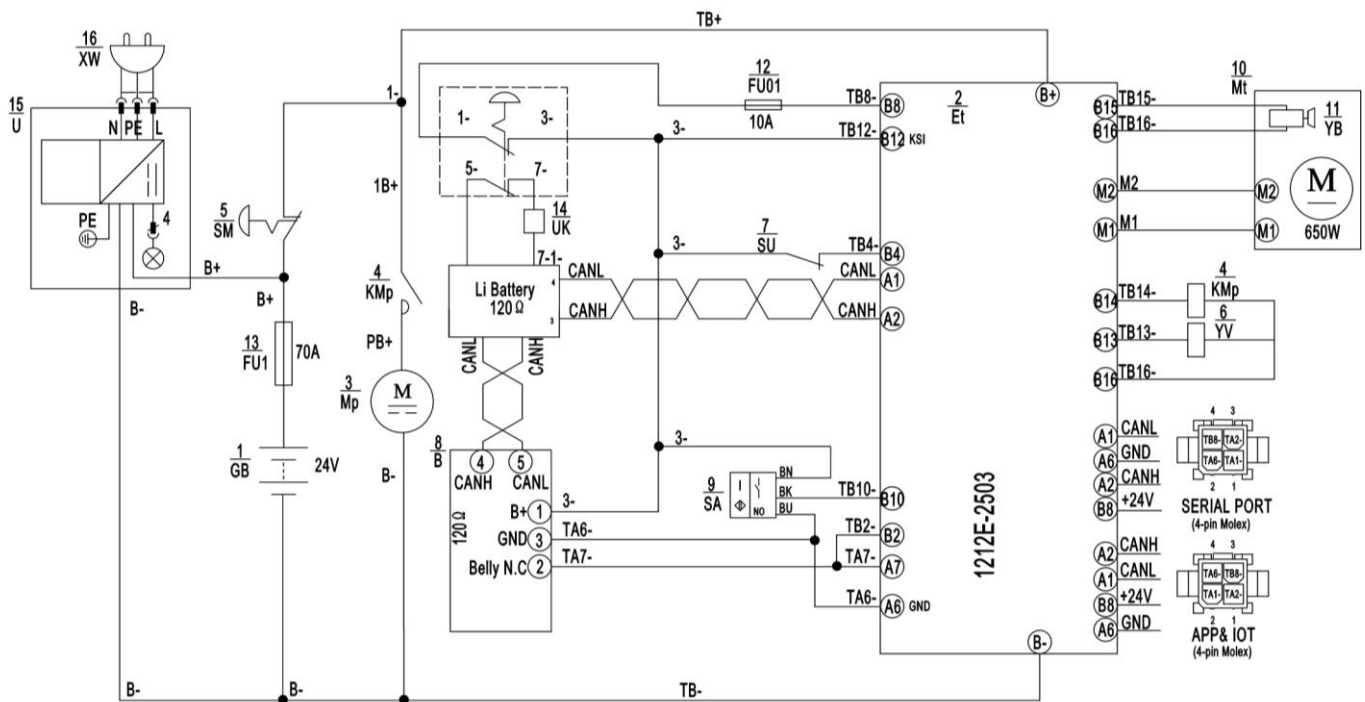 TB+
16
XW
15
U
N PE L
PE
4
B+
B-
5
SM
B+
13
FU1
70A
1
GB
24V
B-
B-
TB-
1-
1B+
4
KMp
PB+
3
Mp
M
B-
1-
3-
5-
7-
14
UK
7-1-
Li Battery
120Ω
4
3
CANL
CANH
CANL
CANH
CANL
CANH
8
B
4
5
CANH
CANL
120Ω
B+ 1
GND 3
Belly N.C 2
3-
TA6-
TA7-
12
FU01
10A
3-
3-
7
SU
3-
9
SA
NO
BN
BK
BU
TB8-
B8
TB12-
B12 KSI
TB4-
B4
A1
A2
TB10-
B10
TB2-
B2
TA7-
A7
TA6-
A6 GND
2
Et
1212E-2503
B+
B-
B15
TB15-
B16
TB16-
M2
M2
M1
M1
10
Mt
11
YB
M
650W
M2
M1
B14
TB14-
B13
TB13-
B16
TB16-
4
KMp
6
YV
A1 CANL
A6 GND
A2 CANH
B8 +24V
4 3
TB8- TA2-
TA6- TA1-
2 1
SERIAL PORT
(4-pin Molex)
A2 CANH
A1 CANL
B8 +24V
A6 GND
4 3
TA6- TB8-
TA1- TA2-
2 1
APP& IOT
(4-pin Molex)